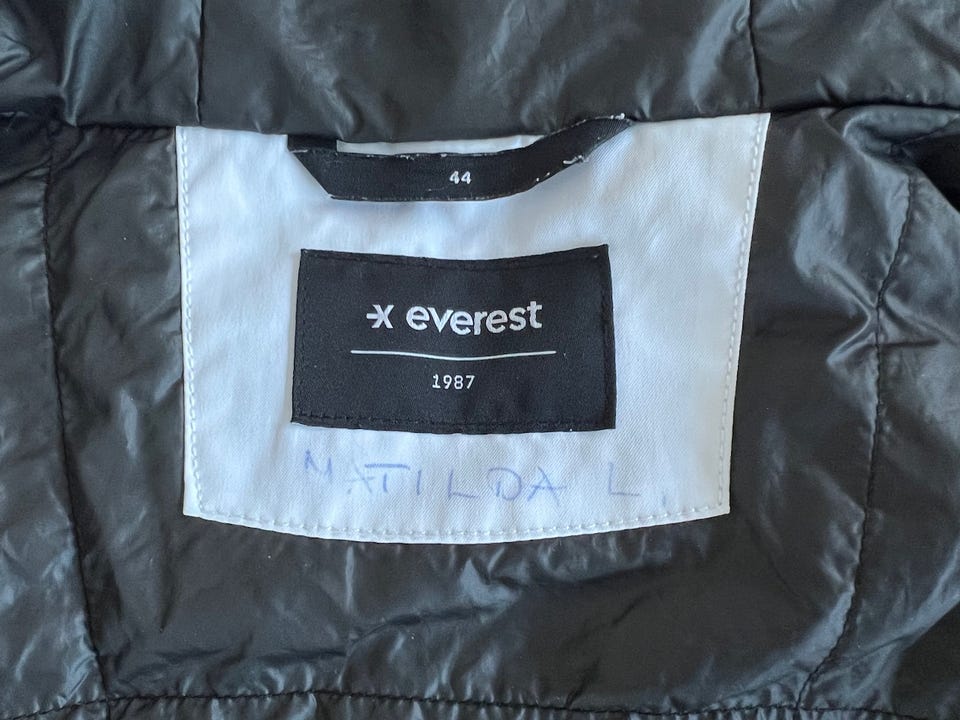 44
everest
1987
MATILDA L.